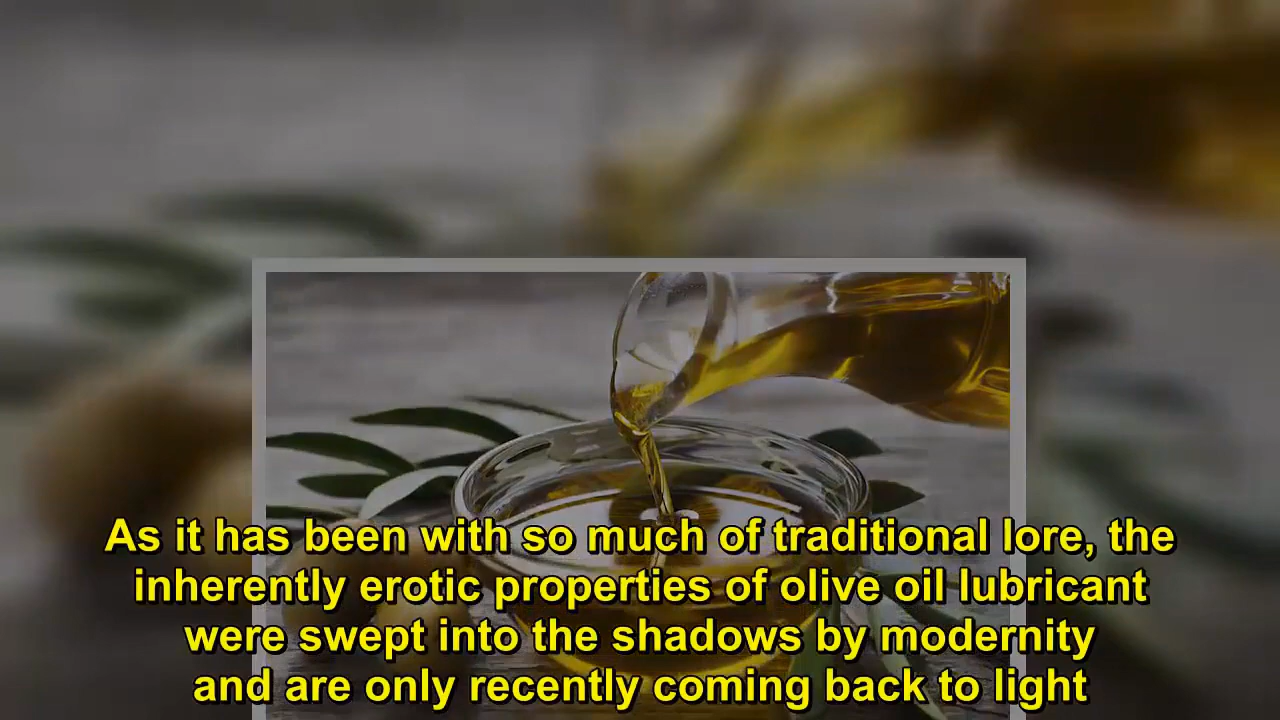 As it has been with so much of traditional lore, the
inherently erotic properties of olive oil lubricant
were swept into the shadows by modernity
and are only recently coming back to light